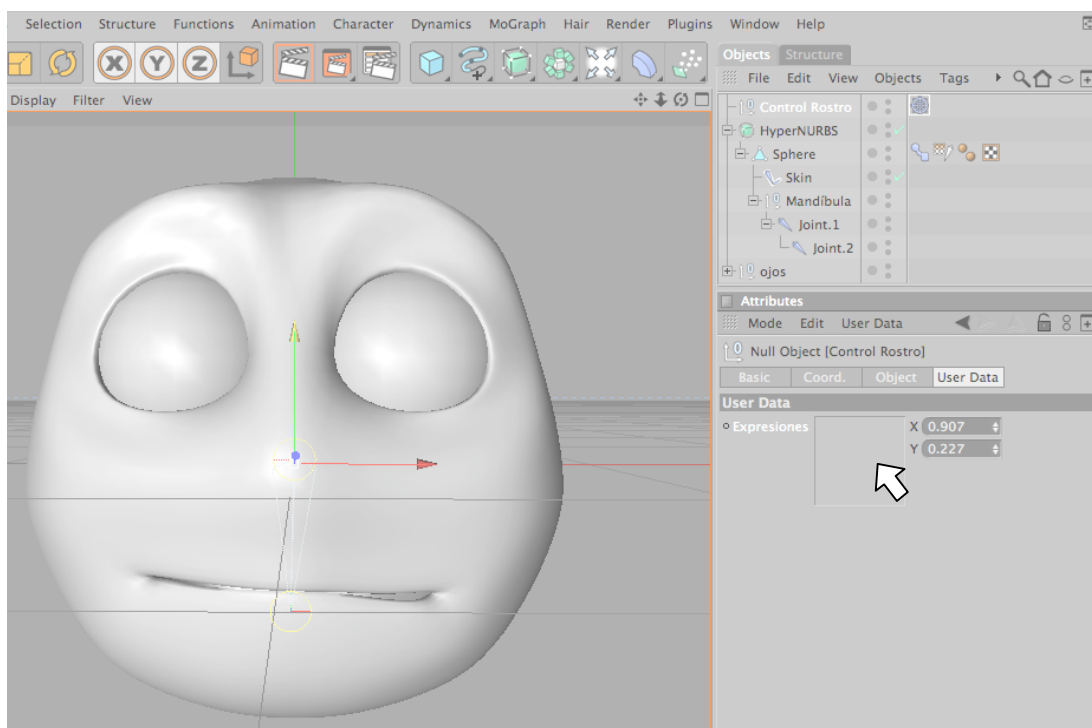 Selection Structure Functions Animation Character Dynamics MoGraph Hair Render Plugins Window Help
X Y Z
Objects Structure
File Edit View Objects Tags
Display Filter View
Control Rostro
HyperNURBS
Sphere
Skin
Mandíbula
Joint.1
Joint.2
ojos
Attributes
Mode Edit User Data
Null Object [Control Rostro]
Basic Coord. Object User Data
User Data
Expresiones X 0.907
Y 0.227